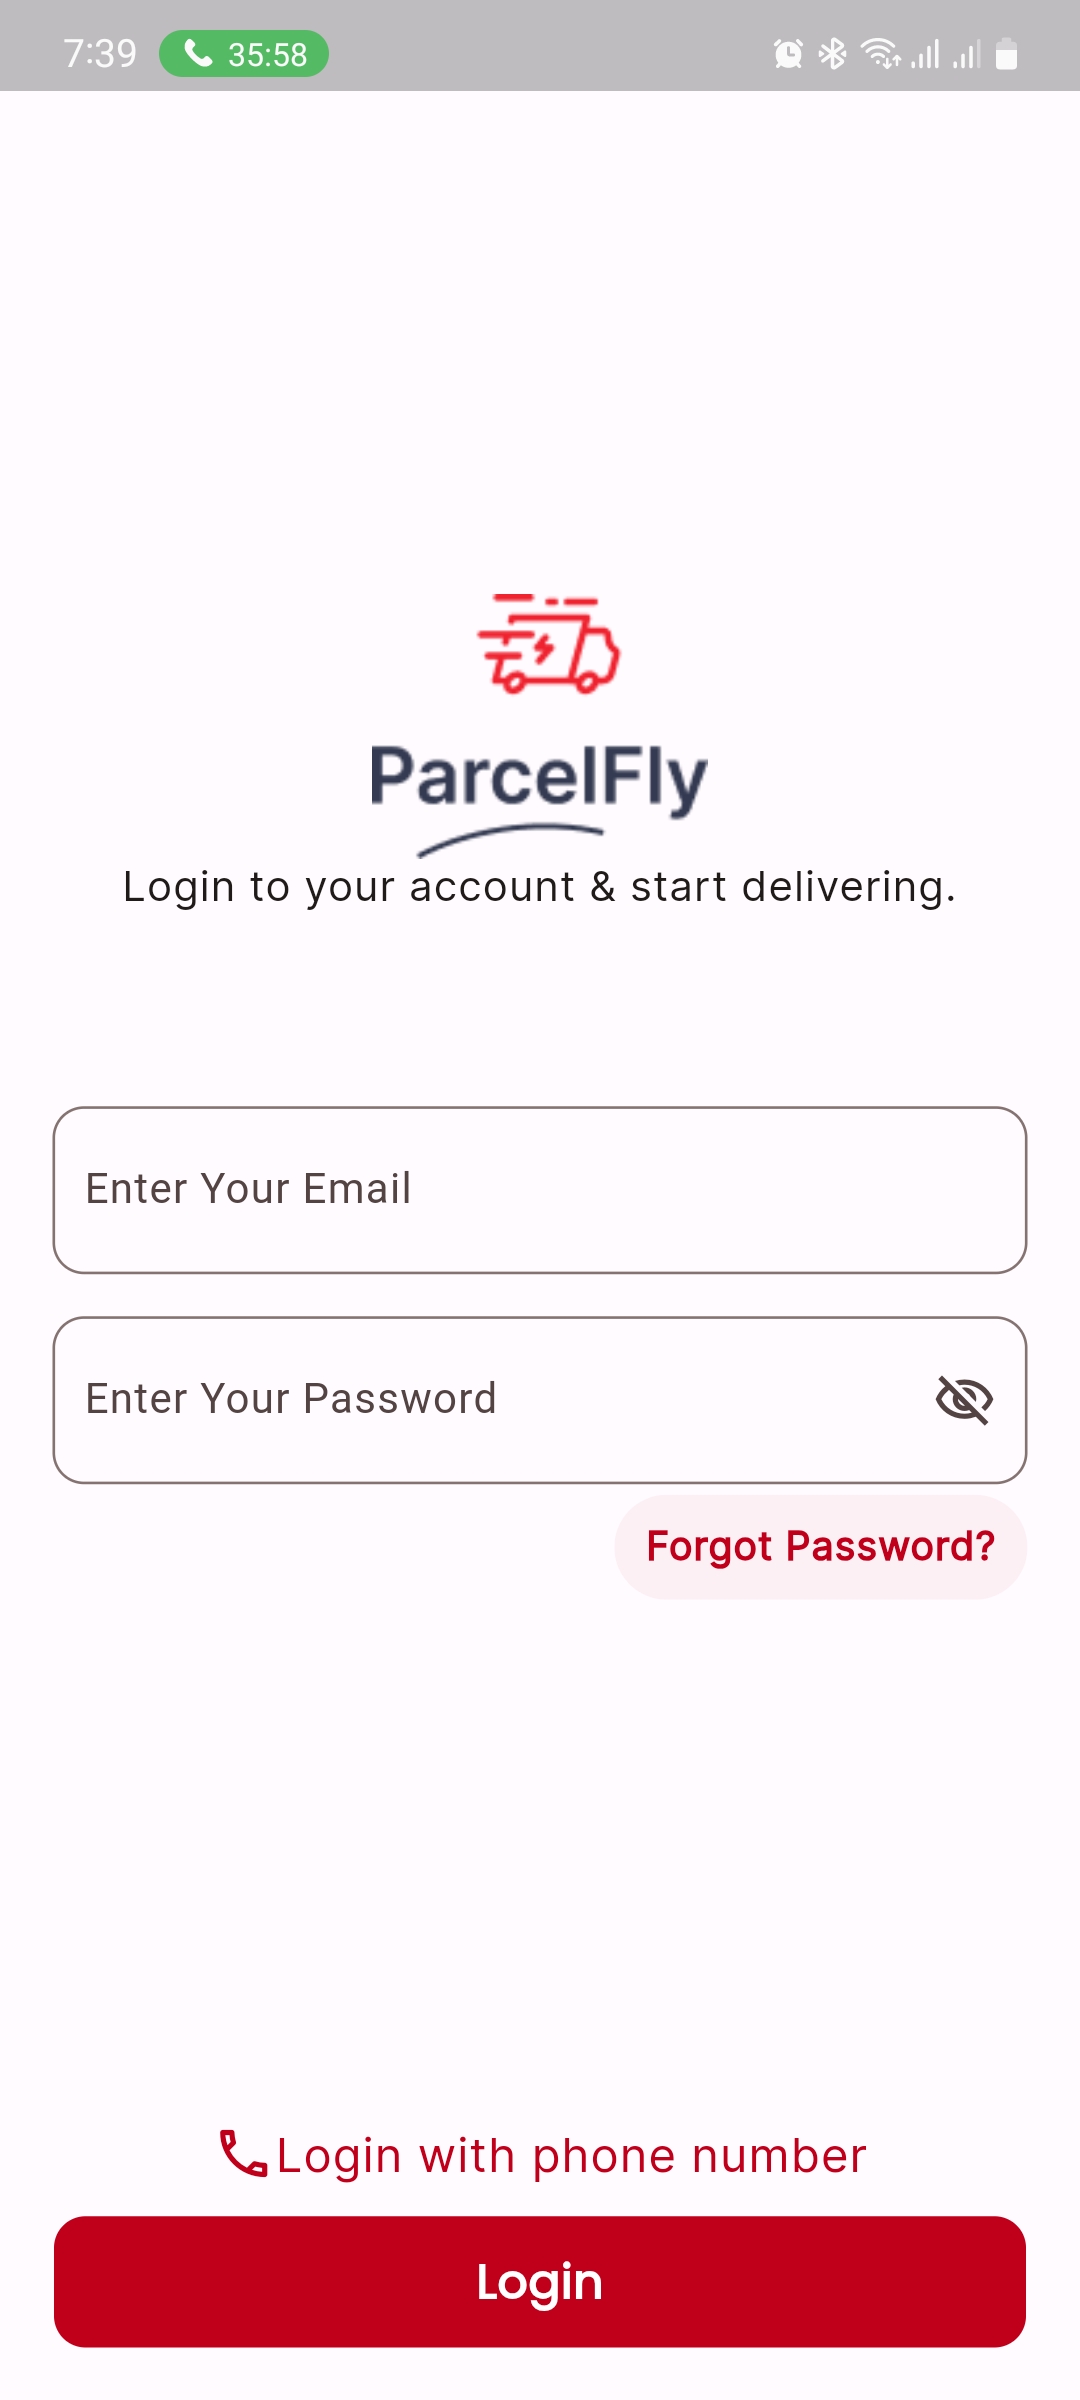 7:39 35:58
ParcelFly
Login to your account & start delivering.
Enter Your Email
Enter Your Password
Forgot Password?
Login with phone number
Login